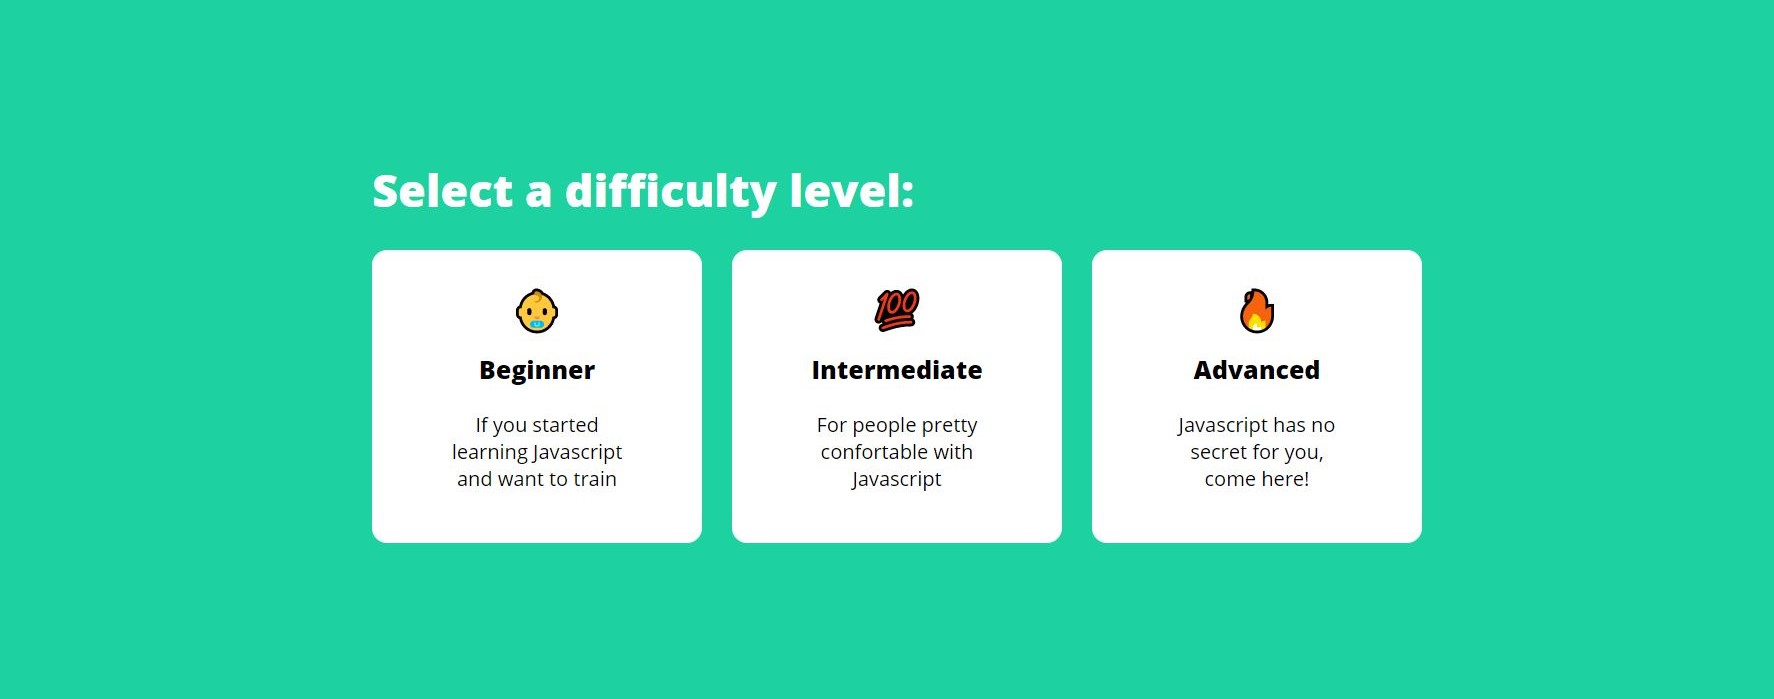 Select a difficulty level:
Beginner
If you started
learning Javascript
and want to train
Intermediate
For people pretty
confortable with
Javascript
Advanced
Javascript has no
secret for you,
come here!